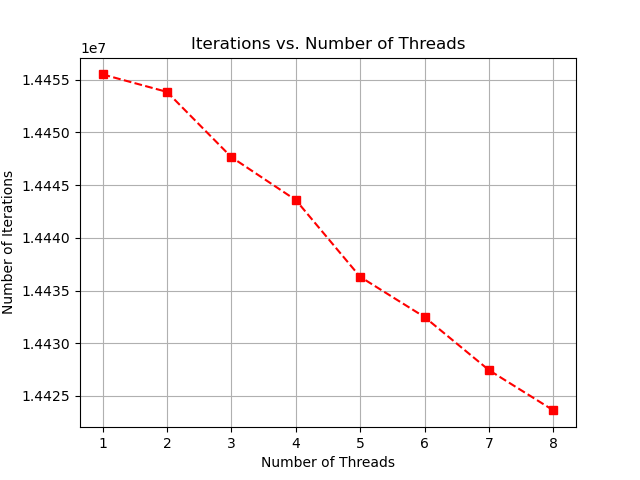 Iterations vs. Number of Threads
1e7
1.4455
1.4450
1.4445
1.4440
1.4435
1.4430
1.4425
Number of Iterations
1 2 3 4 5 6 7 8
Number of Threads